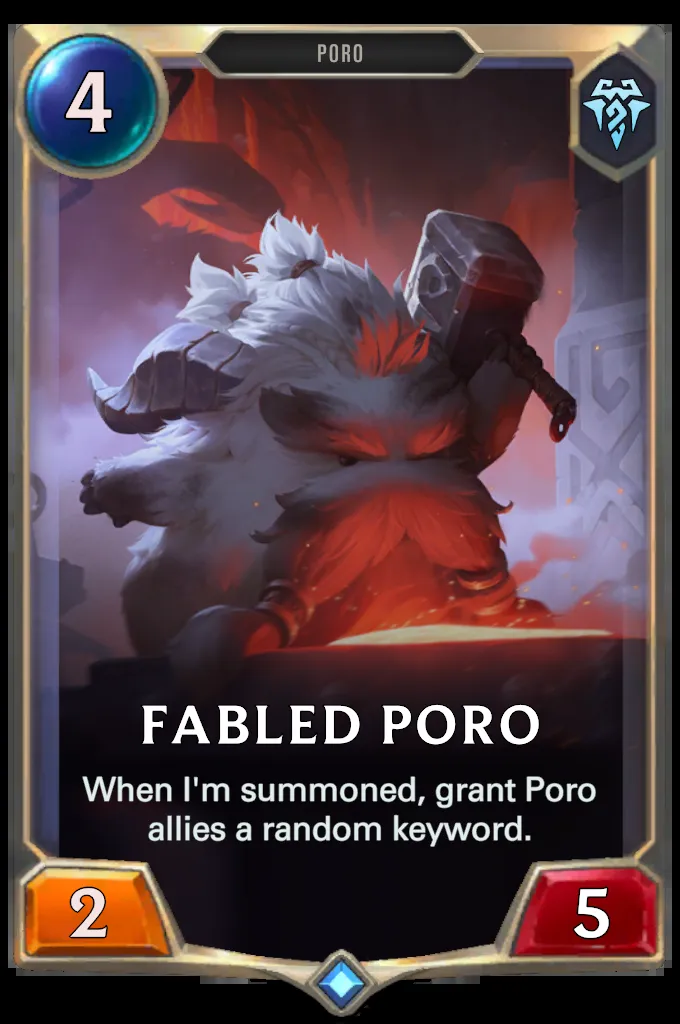 PORO
4
FABLED PORO
When I'm summoned, grant Poro
allies a random keyword.
2
5